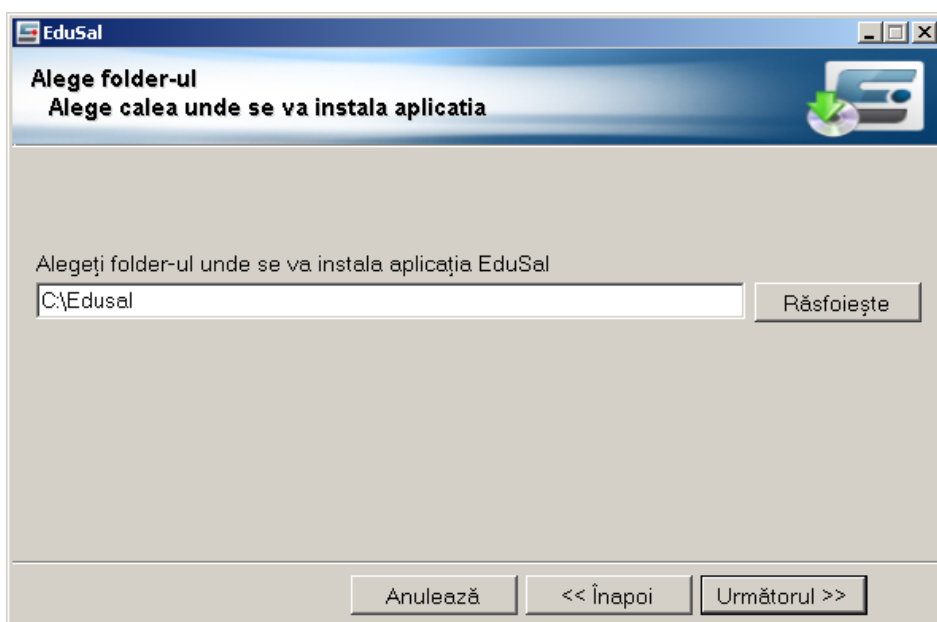 EduSal
Alege folder-ul
Alege calea unde se va instala aplicatia
Alegeți folder-ul unde se va instala aplicația EduSal
C:\Edusal
Răsfoiește
Anulează
<< Înapoi
Următorul >>